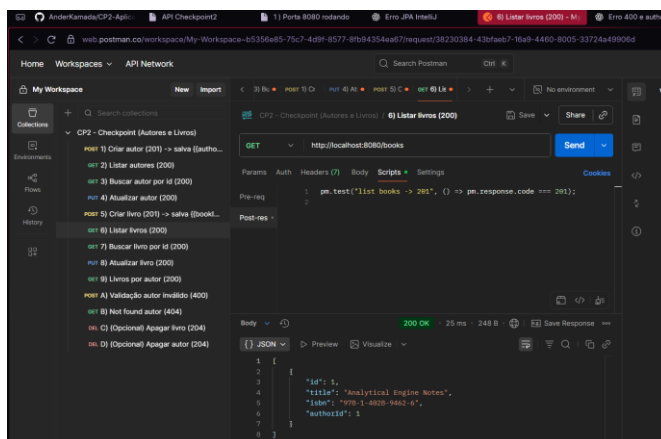 AnderKamada/CP2-Aplic
API Checkpoint2
1) Porta 8080 rodando
Erro JPA IntelliJ
6) Listar livros (200) - My
Erro 400 e auth
web.postman.co/workspace/My-Workspace~b5356e85-75c7-4d9f-8577-8fb94354ea67/request/38230384-43bfaeb7-16a9-4460-8005-33724a49906d
Home Workspaces API Network
Search Postman Ctrl K
My Workspace New Import
3) Bu POST 1) Cr PUT 4) At POST 5) C GET 6) Lis No environment
Collections
Search collections
CP2 - Checkpoint (Autores e Livros) / 6) Listar livros (200) Save Share
CP2 - Checkpoint (Autores e Livros)
Environments
POST 1) Criar autor (201) -> salva {{autho...
GET 2) Listar autores (200)
GET http://localhost:8080/books Send
Flows
GET 3) Buscar autor por id (200)
PUT 4) Atualizar autor (200)
Params Auth Headers (7) Body Scripts Settings Cookies
History
POST 5) Criar livro (201) -> salva {{bookI...
Pre-req
1 pm.test("list books -> 201", () => pm.response.code === 201);
2
Post-res
GET 6) Listar livros (200)
GET 7) Buscar livro por id (200)
PUT 8) Atualizar livro (200)
GET 9) Livros por autor (200)
POST A) Validação autor inválido (400)
GET B) Not found autor (404)
DEL C) (Opcional) Apagar livro (204)
DEL D) (Opcional) Apagar autor (204)
Body 200 OK 25 ms 248 B Save Response
{} JSON Preview Visualize
1 [
2 {
3 "id": 1,
4 "title": "Analytical Engine Notes",
5 "isbn": "978-1-4028-9462-6",
6 "authorId": 1
7 }
8 ]